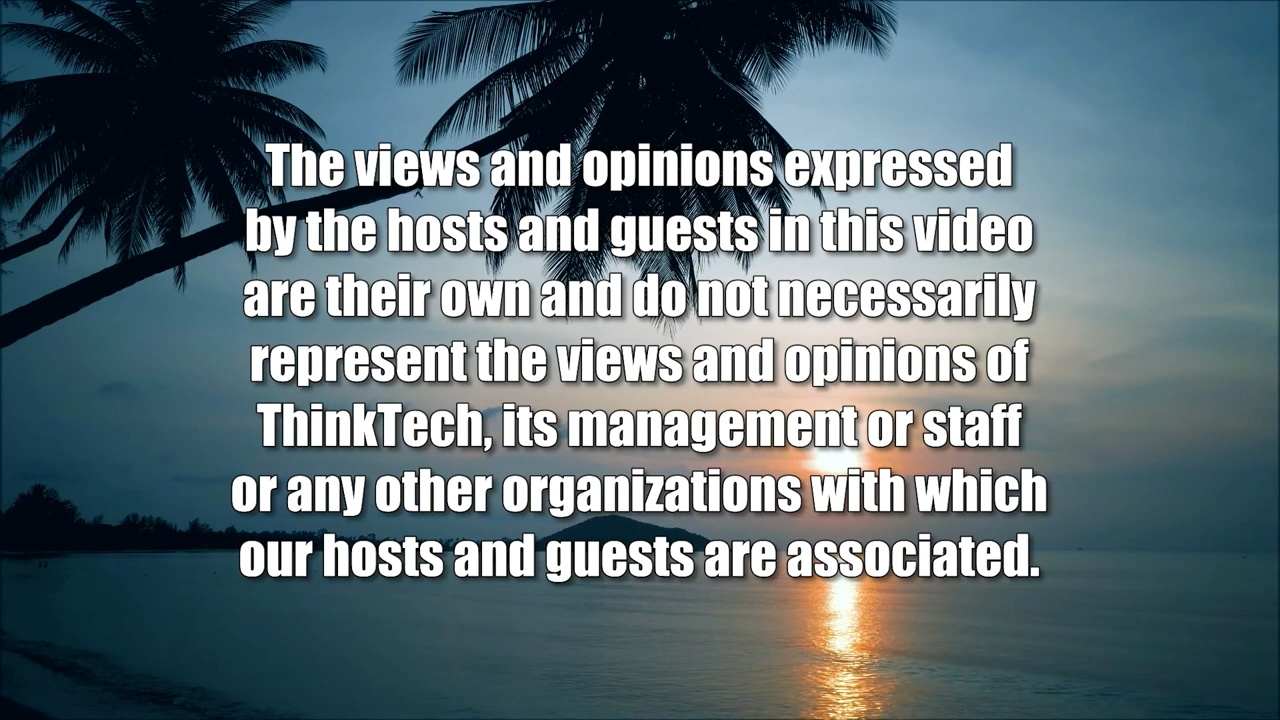 The views and opinions expressed
by the hosts and guests in this video
are their own and do not necessarily
represent the views and opinions of
ThinkTech, its management or staff
or any other organizations with which
our hosts and guests are associated.